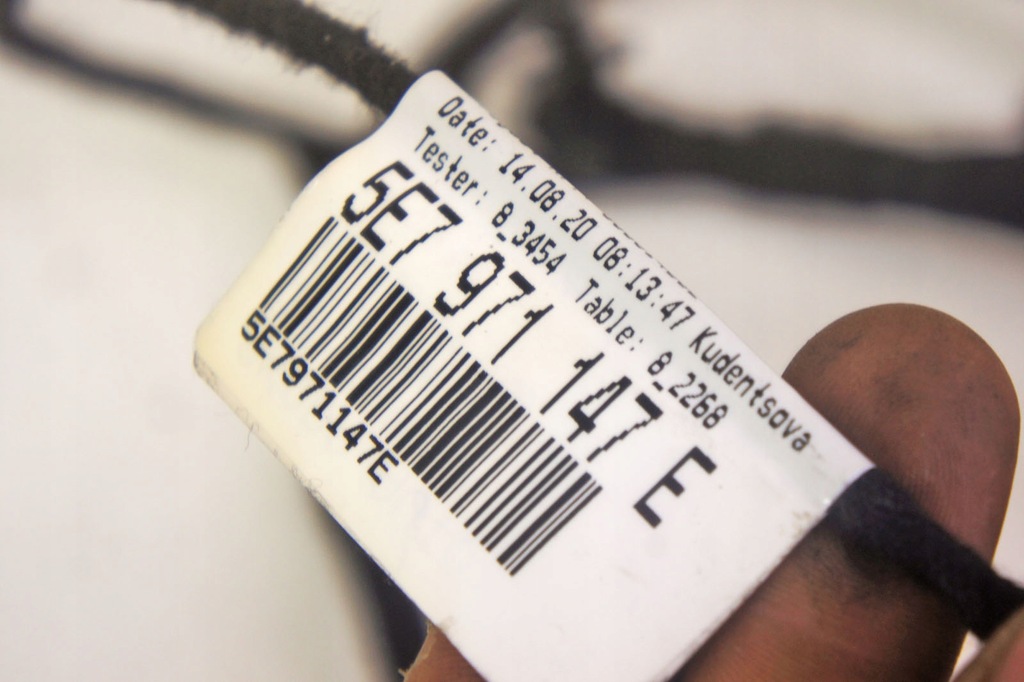 Date: 14.08.20 08:13:47 Kudentsova
Tester: 8_3454 Table: 8_2268
5E7 971 147 E
5E7971147E